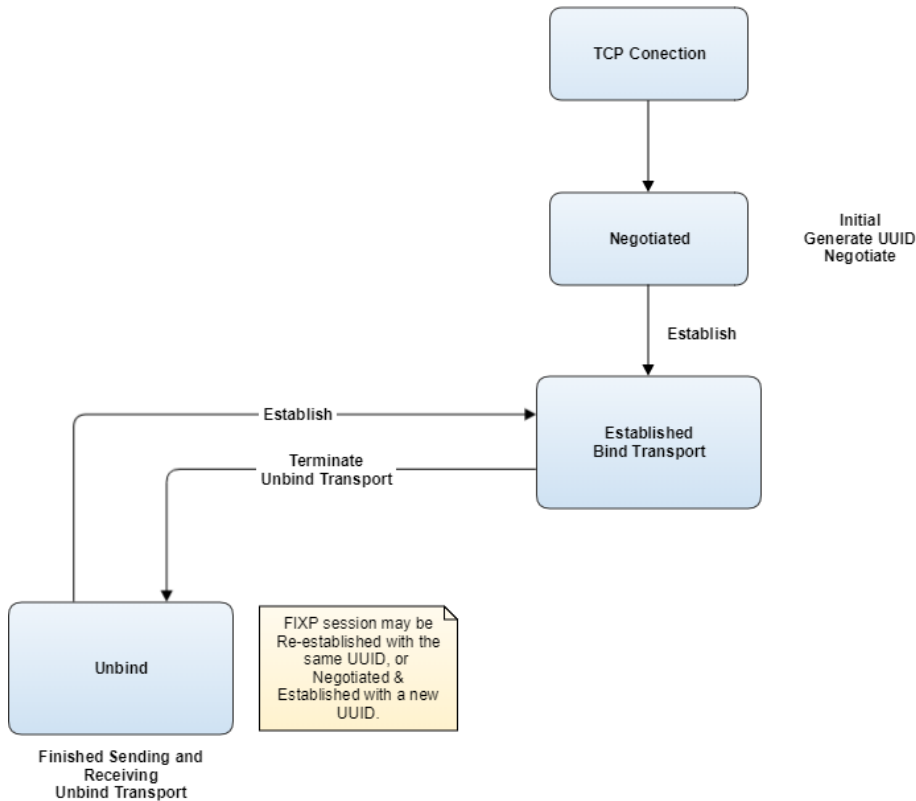 TCP Conection
Negotiated
Initial
Generate UUID
Negotiate
Establish
Established
Bind Transport
Establish
Terminate
Unbind Transport
Unbind
FIXP session may be
Re-established with the
same UUID, or
Negotiated &
Established with a new
UUID.
Finished Sending and
Receiving
Unbind Transport